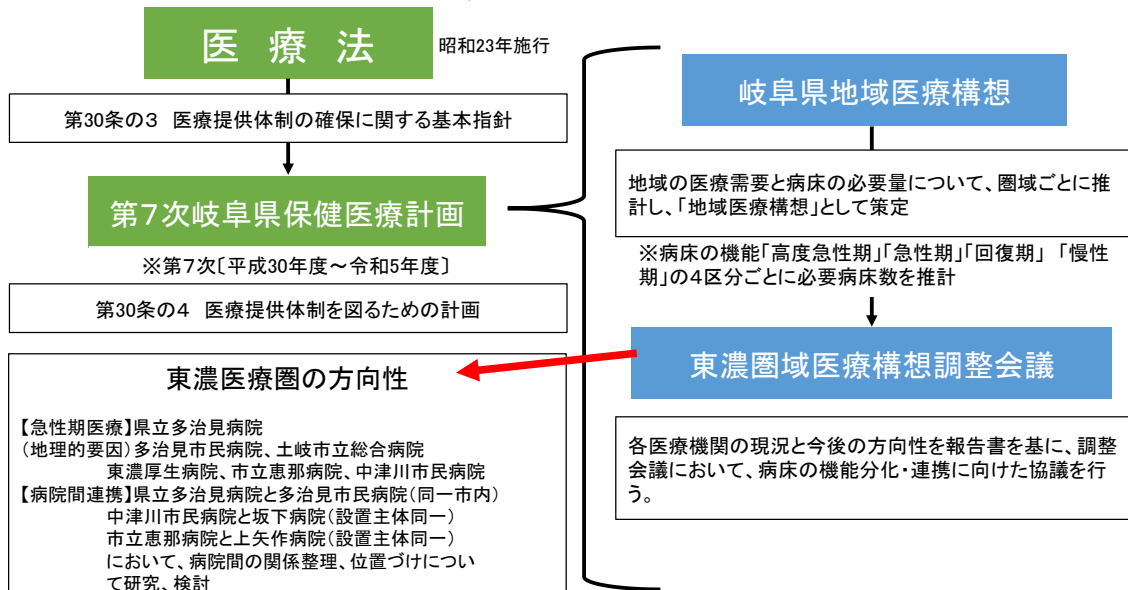 医 療 法
昭和23年施行
第30条の3 医療提供体制の確保に関する基本指針
第7次岐阜県保健医療計画
※第7次〔平成30年度～令和5年度〕
第30条の4 医療提供体制を図るための計画
東濃医療圏の方向性
【急性期医療】県立多治見病院
(地理的要因)多治見市民病院、土岐市立総合病院
東濃厚生病院、市立恵那病院、中津川市民病院
【病院間連携】県立多治見病院と多治見市民病院(同一市内)
中津川市民病院と坂下病院(設置主体同一)
市立恵那病院と上矢作病院(設置主体同一)
において、病院間の関係整理、位置づけについ
て研究、検討
岐阜県地域医療構想
地域の医療需要と病床の必要量について、圏域ごとに推
計し、「地域医療構想」として策定
※病床の機能「高度急性期」「急性期」「回復期」 「慢性
期」の4区分ごとに必要病床数を推計
東濃圏域医療構想調整会議
各医療機関の現況と今後の方向性を報告書を基に、調整
会議において、病床の機能分化・連携に向けた協議を行
う。